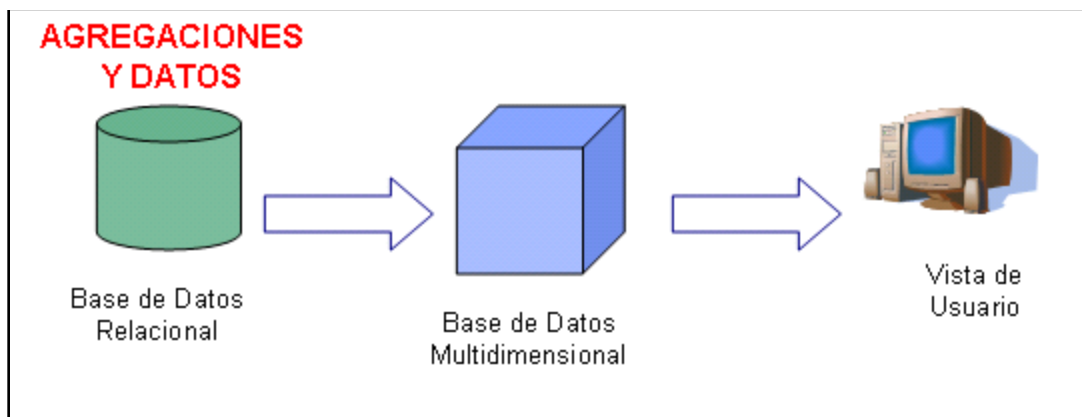 AGREGACIONES
Y DATOS
Base de Datos
Relacional
Base de Datos
Multidimensional
Vista de
Usuario